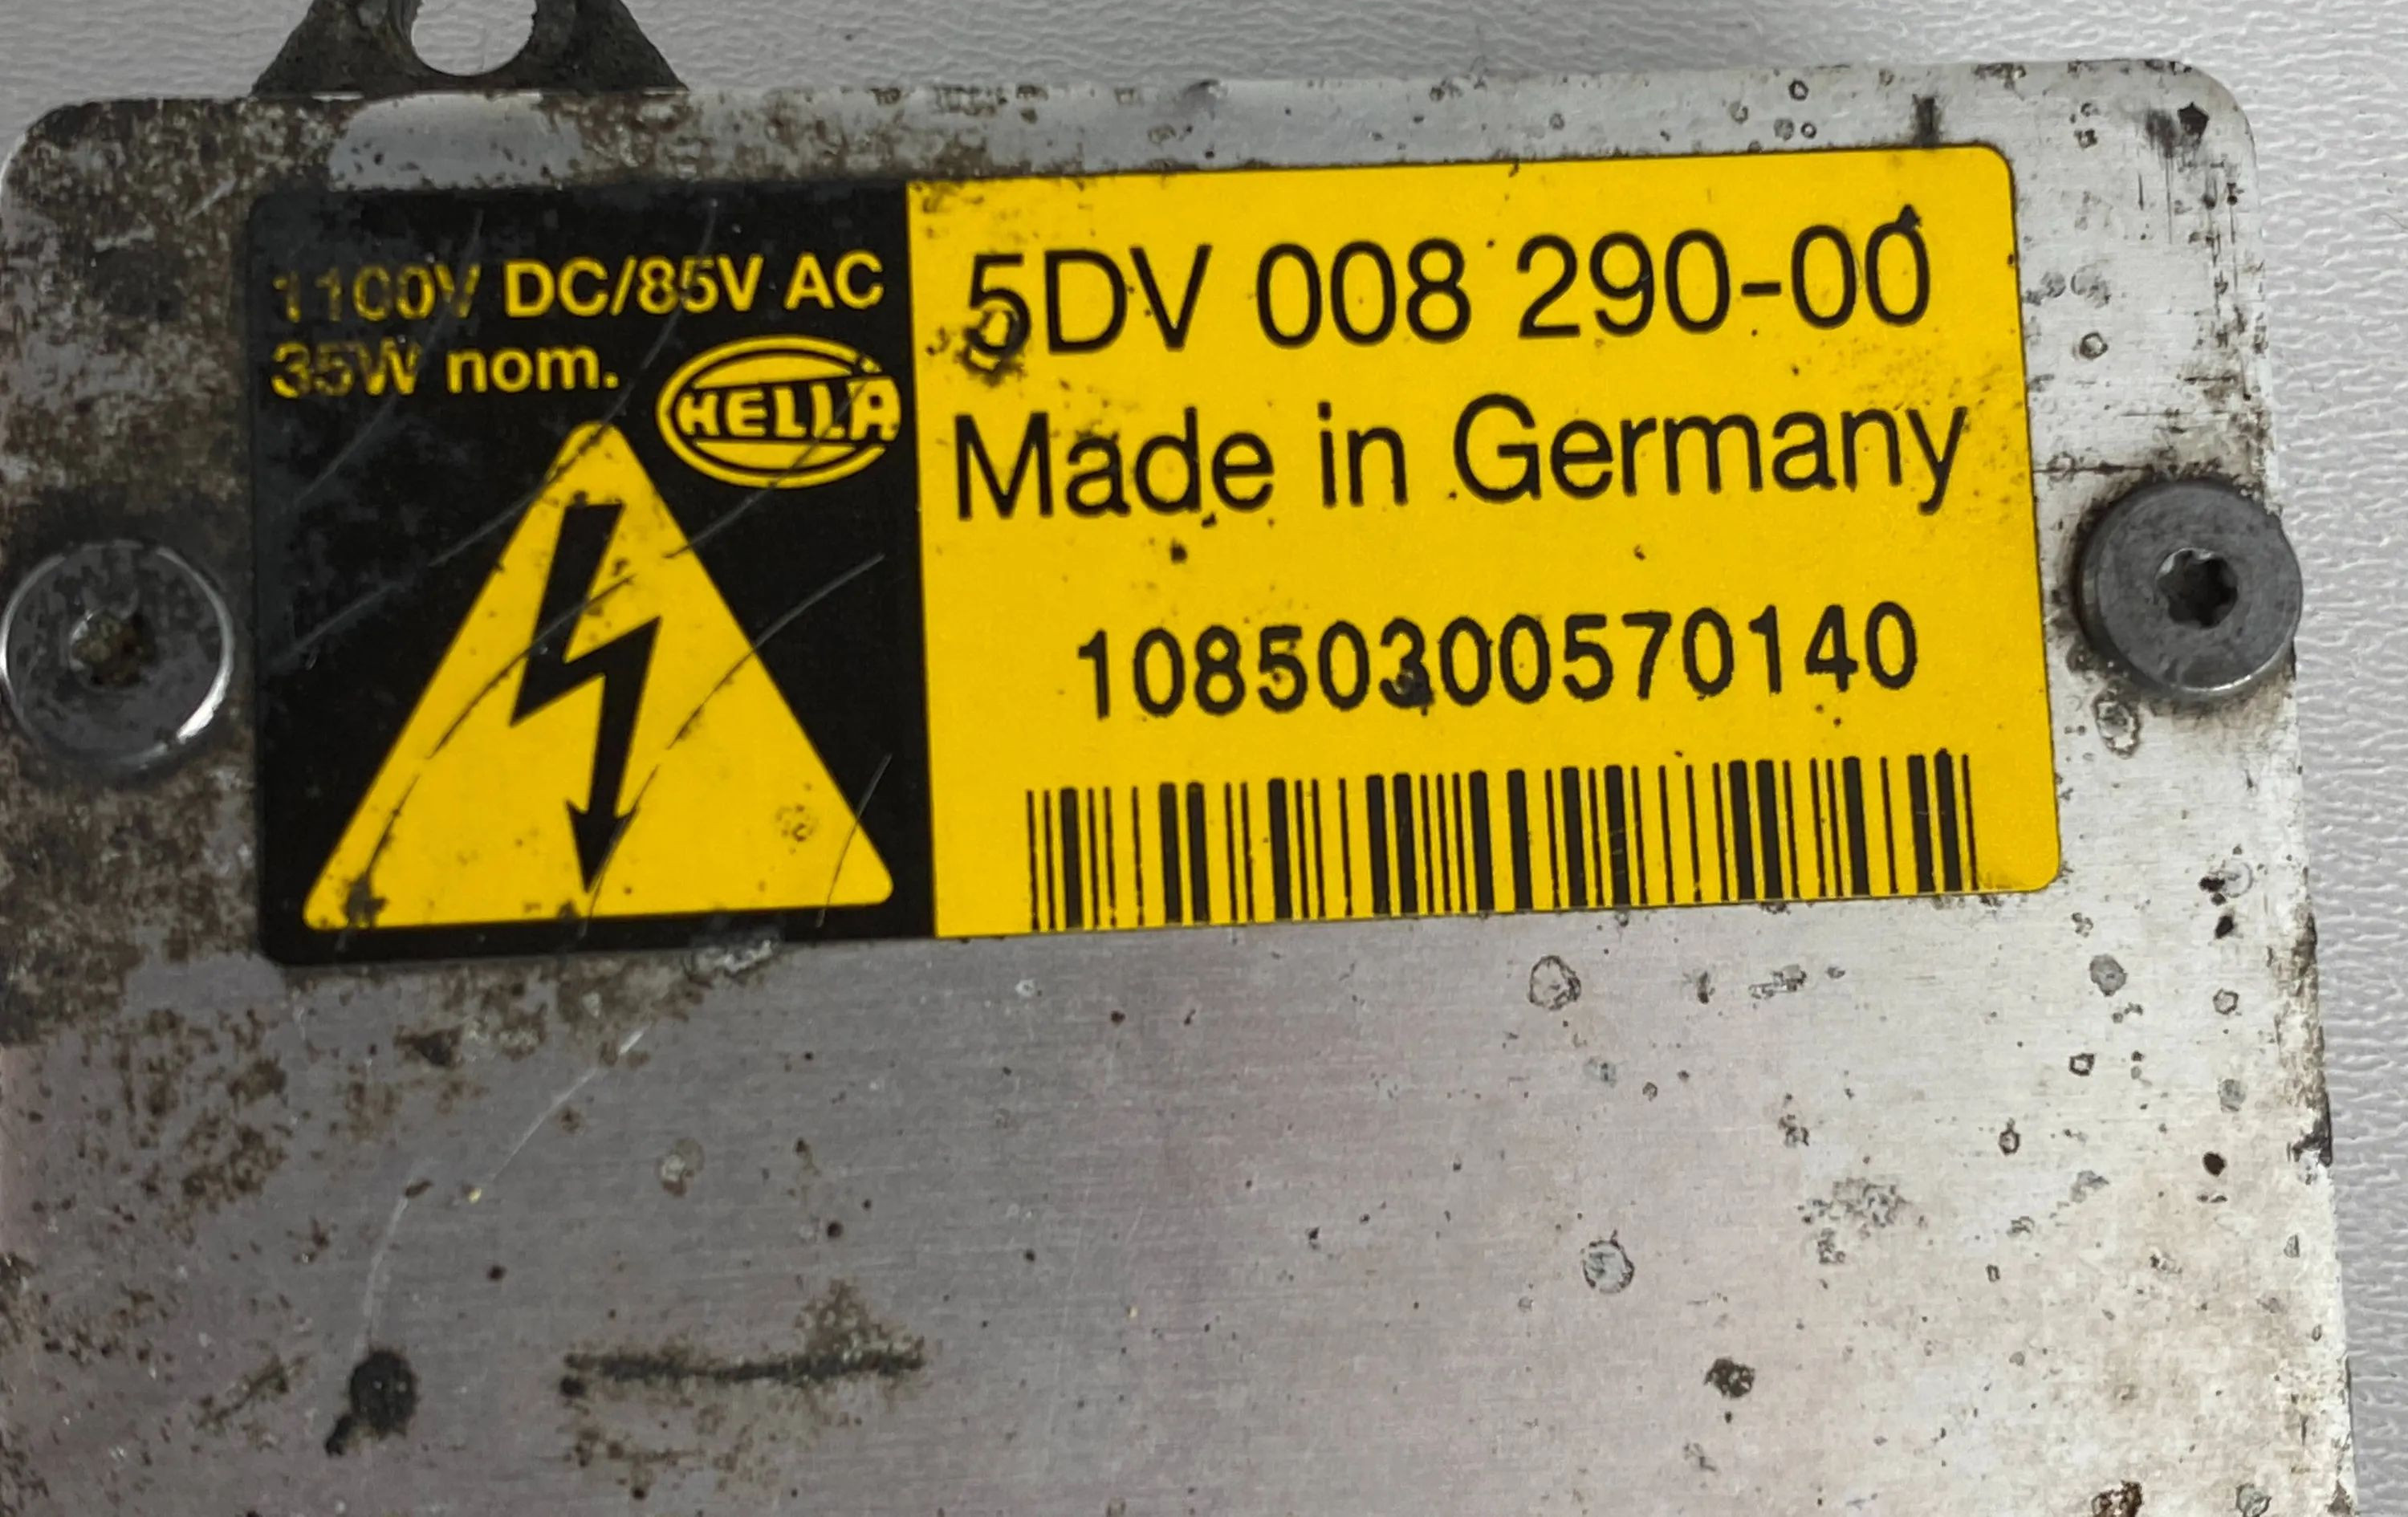 1100V DC/85V AC
35W nom.
HELLA
5DV 008 290-00
Made in Germany
10850300570140